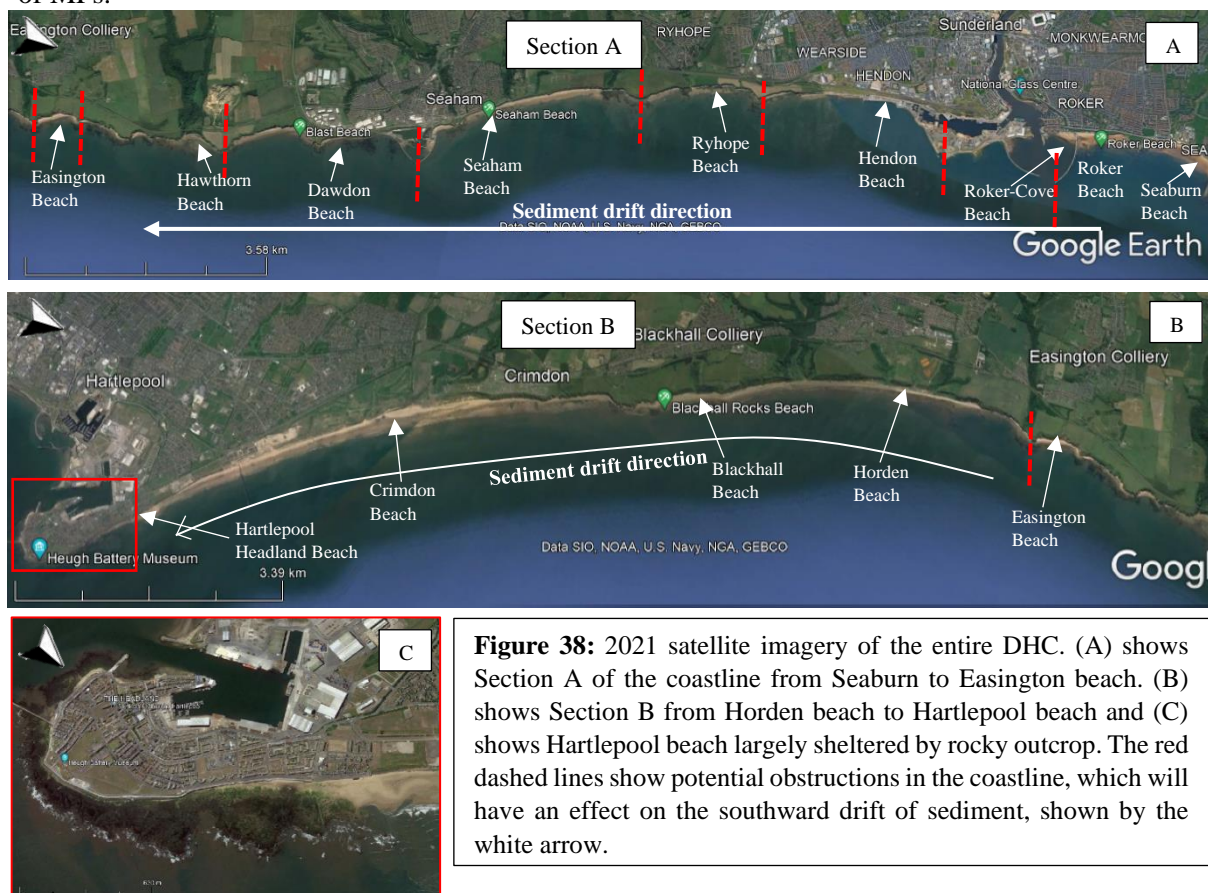 of MPs.
Easington Colliery
Section A
RYHOPE
Sunderland
MONKWEARMO
A
WEARSIDE
HENDON
National Glass Centre
ROKER
Seaham
Seaham Beach
Blast Beach
Roker Beach
SEA
Easington
Beach
Hawthorn
Beach
Dawdon
Beach
Seaham
Beach
Ryhope
Beach
Hendon
Beach
Roker-Cove
Beach
Roker
Beach
Seaburn
Beach
Sediment drift direction
Data SIO, NOAA, U.S. Navy, NGA, GEBCO
3.58 km
Google Earth
Section B
Blackhall Colliery
B
Hartlepool
Crimdon
Easington Colliery
Blackhall Rocks Beach
Sediment drift direction
Crimdon
Beach
Blackhall
Beach
Horden
Beach
Easington
Beach
Hartlepool
Headland Beach
Heugh Battery Museum
Data SIO, NOAA, U.S. Navy, NGA, GEBCO
3.39 km
Googl
C
THE HEADLAND
Heugh Battery Museum
600 m
Figure 38: 2021 satellite imagery of the entire DHC. (A) shows
Section A of the coastline from Seaburn to Easington beach. (B)
shows Section B from Horden beach to Hartlepool beach and (C)
shows Hartlepool beach largely sheltered by rocky outcrop. The red
dashed lines show potential obstructions in the coastline, which will
have an effect on the southward drift of sediment, shown by the
white arrow.